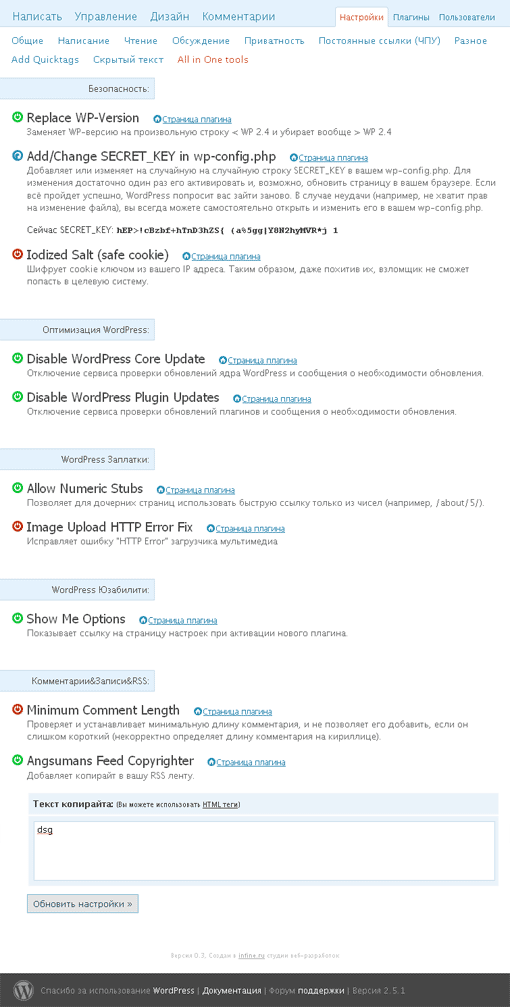 Написать Управление Дизайн Комментарии Настройки Плагины Пользователи
Общие Написание Чтение Обсуждение Приватность Постоянные ссылки (ЧПУ) Разное
Add Quicktags Скрытый текст All in One tools
Безопасность:
Replace WP-Version Страница плагина
Заменяет WP-версию на произвольную строку < WP 2.4 и убирает вообще > WP 2.4
Add/Change SECRET_KEY in wp-config.php Страница плагина
Добавляет или изменяет на случайную на случайную строку SECRET_KEY в вашем wp-config.php. Для
изменения достаточно один раз его активировать и, возможно, обновить страницу в вашем браузере. Если
всё пройдет успешно, WordPress попросит вас зайти заново. В случае неудачи (например, не хватит прав
на изменение файла), вы всегда можете самостоятельно открыть и изменить его в вашем wp-config.php.
Сейчас SECRET_KEY: hEP>!cBzbf+hTnD3hZS{ (a%5gg|Y8N2hyMVR*j 1
Iodized Salt (safe cookie) Страница плагина
Шифрует cookie ключом из вашего IP адреса. Таким образом, даже похитив их, взломщик не сможет
попасть в целевую систему.
Оптимизация WordPress:
Disable WordPress Core Update Страница плагина
Отключение сервиса проверки обновлений ядра WordPress и сообщения о необходимости обновления.
Disable WordPress Plugin Updates Страница плагина
Отключение сервиса проверки обновлений плагинов и сообщения о необходимости обновления.
WordPress Заплатки:
Allow Numeric Stubs Страница плагина
Позволяет для дочерних страниц использовать быструю ссылку только из чисел (например, /about/5/).
Image Upload HTTP Error Fix Страница плагина
Исправляет ошибку "HTTP Error" загрузчика мультимедиа
WordPress Юзабилити:
Show Me Options Страница плагина
Показывает ссылку на страницу настроек при активации нового плагина.
Комментарии&Записи&RSS:
Minimum Comment Length Страница плагина
Проверяет и устанавливает минимальную длину комментария, и не позволяет его добавить, если он
слишком короткий (некорректно определяет длину комментария на кириллице).
Angsumans Feed Copyrighter Страница плагина
Добавляет копирайт в вашу RSS ленту.
Текст копирайта: (Вы можете использовать HTML теги)
dsg
Обновить настройки »
Версия 0.3, Создан в infine.ru студии веб-разработок
Спасибо за использование WordPress | Документация | Форум поддержки | Версия 2.5.1